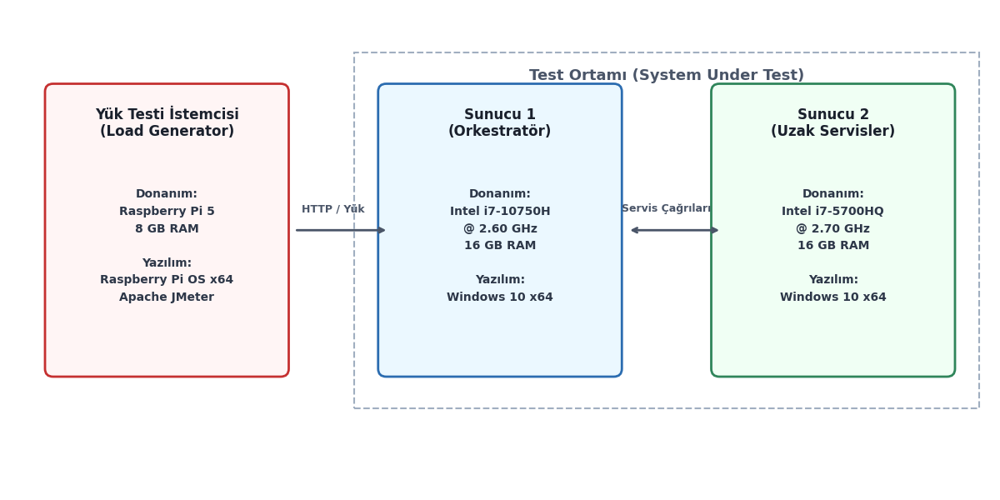 Test Ortamı (System Under Test)
Yük Testi İstemcisi
(Load Generator)
Donanım:
Raspberry Pi 5
8 GB RAM
Yazılım:
Raspberry Pi OS x64
Apache JMeter
HTTP / Yük
Sunucu 1
(Orkestratör)
Donanım:
Intel i7-10750H
@ 2.60 GHz
16 GB RAM
Yazılım:
Windows 10 x64
Servis Çağrıları
Sunucu 2
(Uzak Servisler)
Donanım:
Intel i7-5700HQ
@ 2.70 GHz
16 GB RAM
Yazılım:
Windows 10 x64